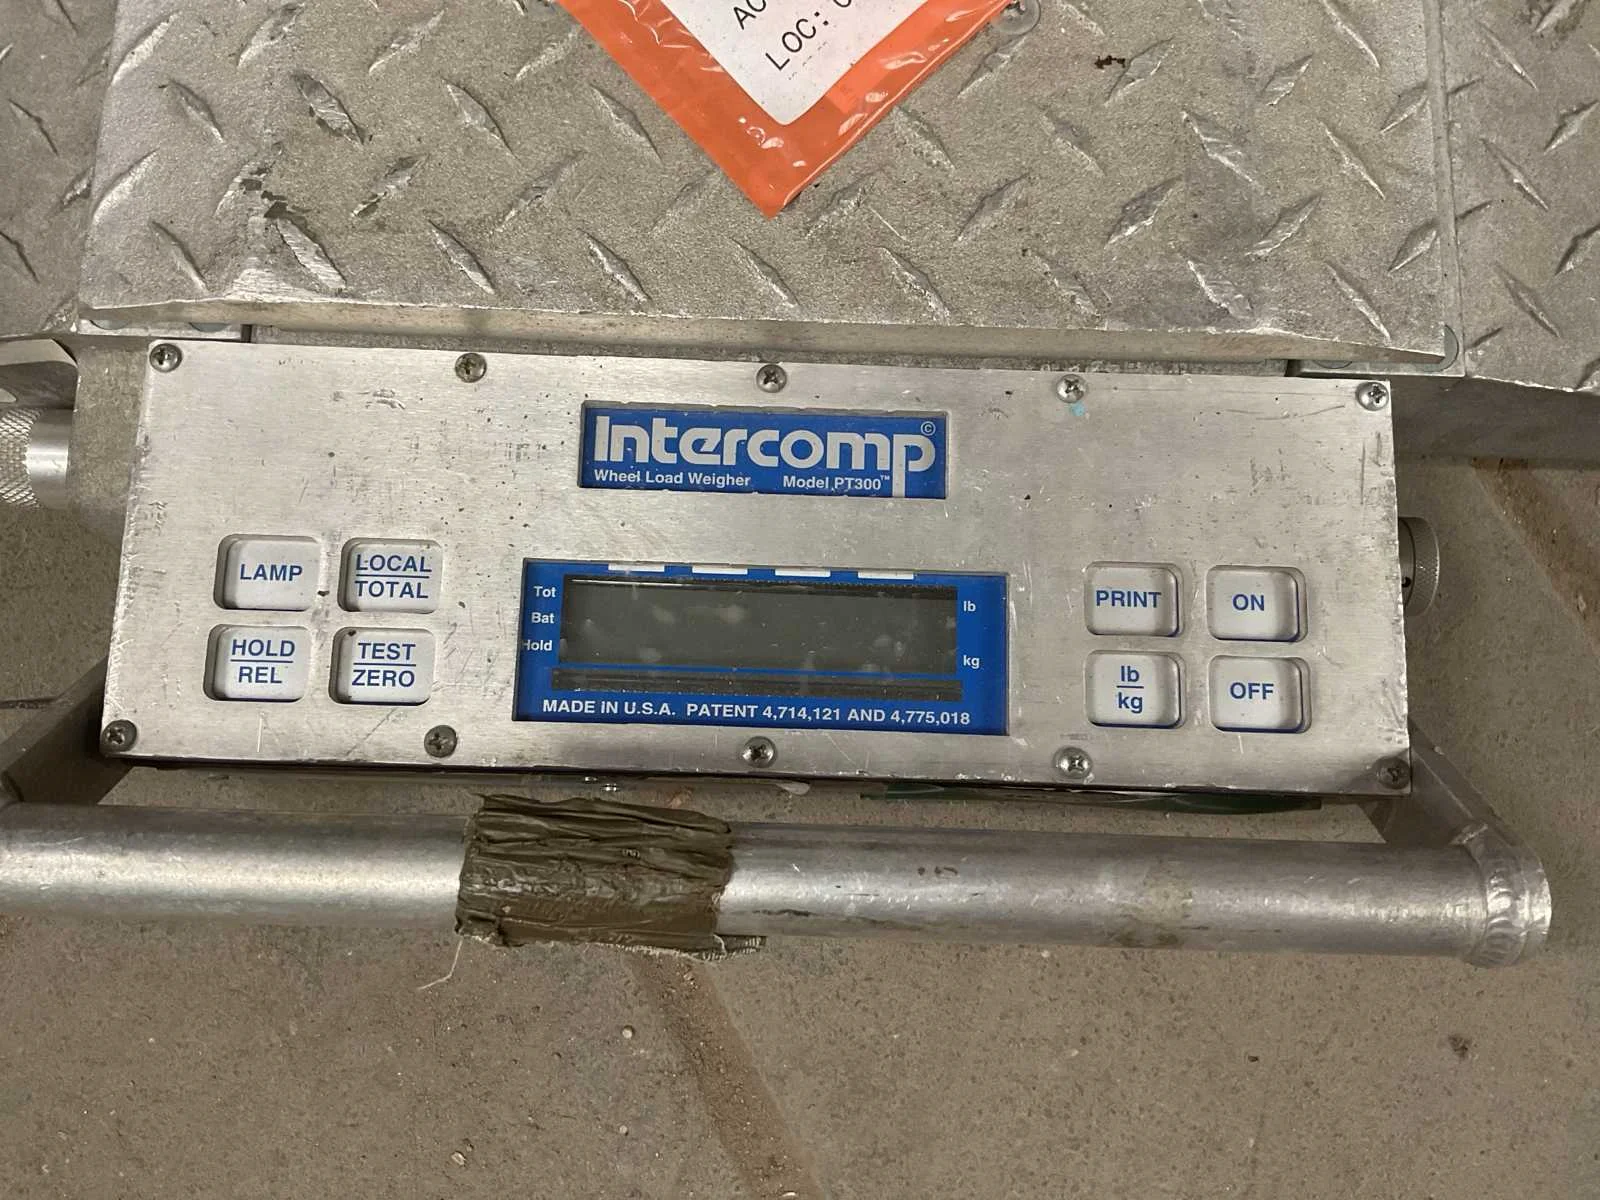 LOC:
Intercomp©
Wheel Load Weigher Model PT300™
LAMP
LOCAL
TOTAL
HOLD
REL
TEST
ZERO
Tot
Bat
Hold
lb
kg
MADE IN U.S.A. PATENT 4,714,121 AND 4,775,018
PRINT
ON
lb
kg
OFF